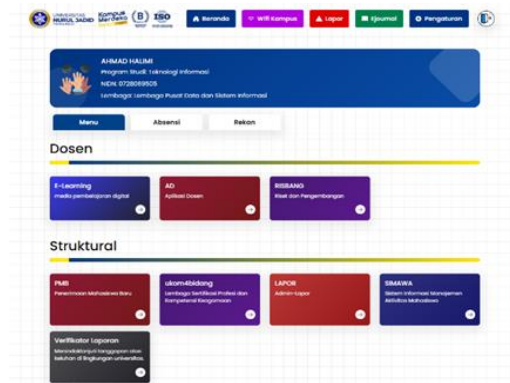 UNIVERSITAS
NURUL JADID
Kampus
Merdeka
B
ISO
Beranda
Wifi Kampus
Lapor
Ejournal
Pengaturan
AHMAD HALIMI
Program Studi: Teknologi Informasi
NIDN: 0728069505
Lembaga: Lembaga Pusat Data dan Sistem Informasi
Menu
Absensi
Rekan
Dosen
E-Learning
media pembelajaran digital
AD
Aplikasi Dosen
RISBANG
Riset dan Pengembangan
Struktural
PMB
Penerimaan Mahasiswa Baru
ukom4bidang
Lembaga Sertifikasi Profesi dan
Kompetensi Keagamaan
LAPOR
Admin-Lapor
SIMAWA
Sistem Informasi Manajemen
Aktivitas Mahasiswa
Verifikator Laporan
Menindaklanjuti tanggapan atau
keluhan di lingkungan universitas.